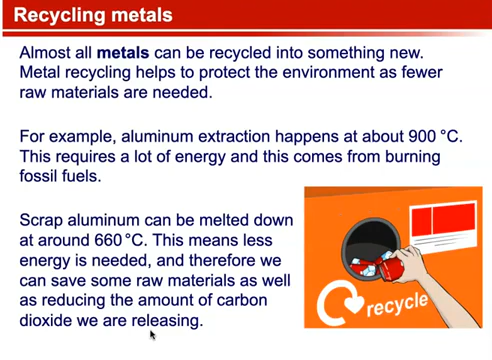 Recycling metals
Almost all metals can be recycled into something new.
Metal recycling helps to protect the environment as fewer
raw materials are needed.
For example, aluminum extraction happens at about 900 °C.
This requires a lot of energy and this comes from burning
fossil fuels.
Scrap aluminum can be melted down
at around 660 °C. This means less
energy is needed, and therefore we
can save some raw materials as well
as reducing the amount of carbon
dioxide we are releasing.
recycle